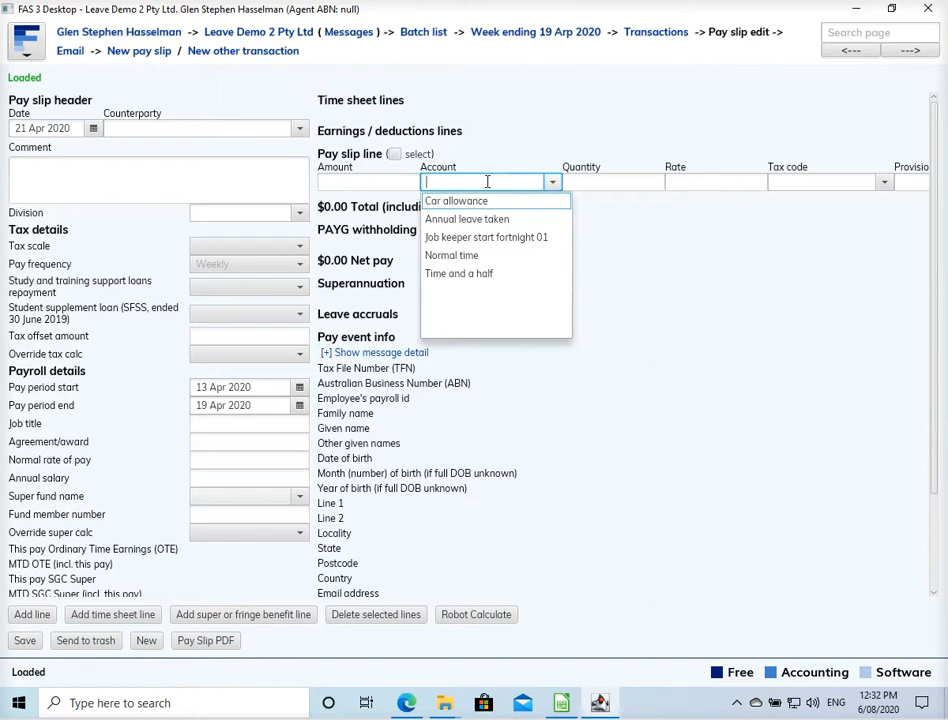 FAS 3 Desktop - Leave Demo 2 Pty Ltd. Glen Stephen Hasselman (Agent ABN: null)
Glen Stephen Hasselman -> Leave Demo 2 Pty Ltd ( Messages ) -> Batch list -> Week ending 19 Arp 2020 -> Transactions -> Pay slip edit ->
Email -> New pay slip / New other transaction
Search page
<--- --->
Loaded
Pay slip header
Date Counterparty
21 Apr 2020
Comment
Division
Tax details
Tax scale
Pay frequency Weekly
Study and training support loans
repayment
Student supplement loan (SFSS, ended
30 June 2019)
Tax offset amount
Override tax calc
Payroll details
Pay period start 13 Apr 2020
Pay period end 19 Apr 2020
Job title
Agreement/award
Normal rate of pay
Annual salary
Super fund name
Fund member number
Override super calc
This pay Ordinary Time Earnings (OTE)
MTD OTE (incl. this pay)
This pay SGC Super
MTD SGC Super (incl. this pay)
Time sheet lines
Earnings / deductions lines
Pay slip line ( select)
Amount Account Quantity Rate Tax code Provisio
Car allowance
Annual leave taken
Job keeper start fortnight 01
Normal time
Time and a half
$0.00 Total (includi
PAYG withholding
$0.00 Net pay
Superannuation
Leave accruals
Pay event info
[+] Show message detail
Tax File Number (TFN)
Australian Business Number (ABN)
Employee's payroll id
Family name
Given name
Other given names
Date of birth
Month (number) of birth (if full DOB unknown)
Year of birth (if full DOB unknown)
Line 1
Line 2
Locality
State
Postcode
Country
Email address
Add line Add time sheet line Add super or fringe benefit line Delete selected lines Robot Calculate
Save Send to trash New Pay Slip PDF
Loaded
Free Accounting Software
Type here to search
ENG
12:32 PM
6/08/2020